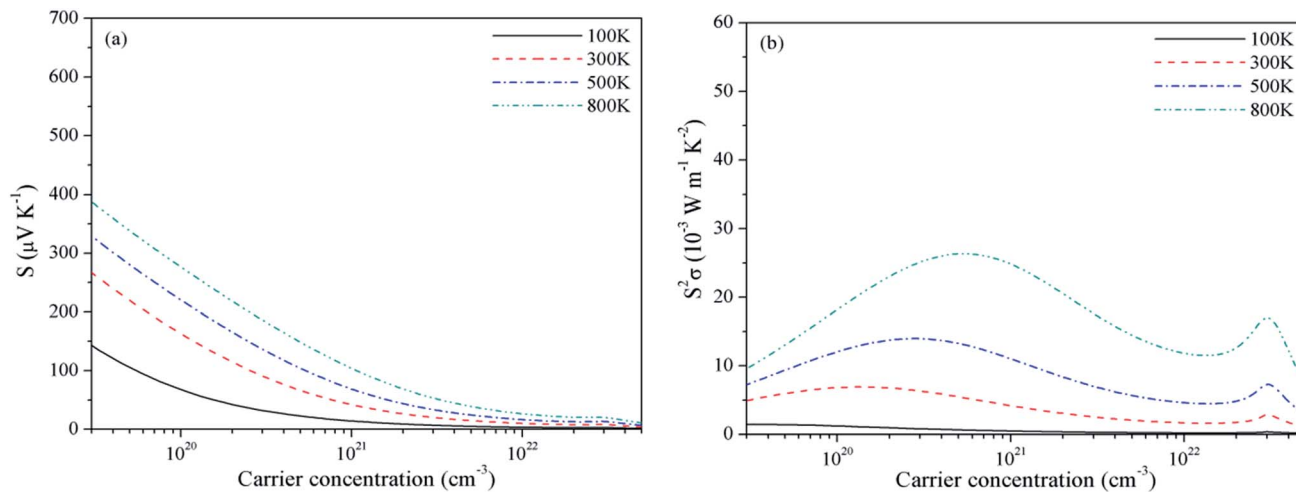 (a)
100K
300K
500K
800K
700
600
500
400
300
200
100
0
S (μV K⁻¹)
10²⁰
10²¹
10²²
Carrier concentration (cm⁻³)
(b)
100K
300K
500K
800K
60
50
40
30
20
10
0
S²σ (10⁻³ W m⁻¹ K⁻²)
10²⁰
10²¹
10²²
Carrier concentration (cm⁻³)